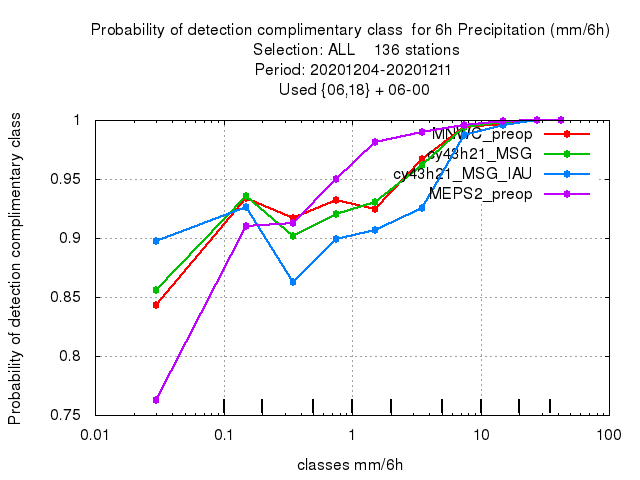 Probability of detection complimentary class  for 6h Precipitation (mm/6h)
Selection: ALL    136 stations
Period: 20201204-20201211
Used {06,18} + 06-00
Probability of detection complimentary class
1
0.95
0.9
0.85
0.8
0.75
MNWC_preop
cy43h21_MSG
cy43h21_MSG_IAU
MEPS2_preop
0.01
0.1
1
10
100
classes mm/6h